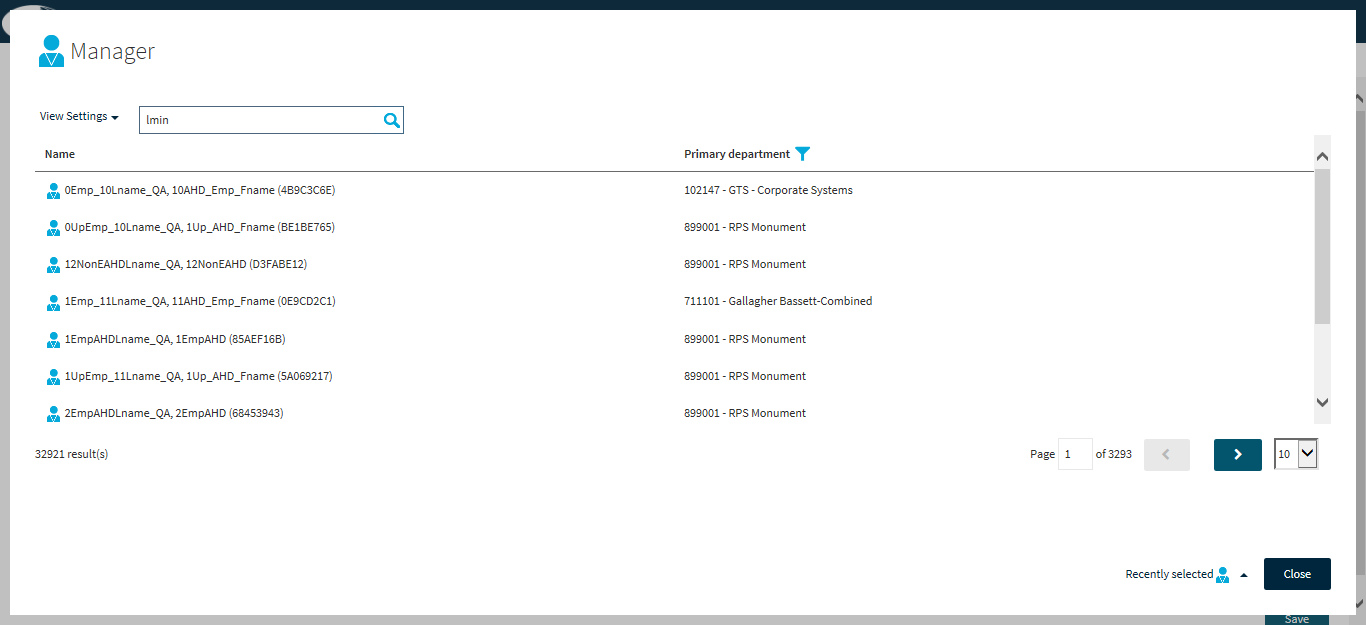 Manager
View Settings
lmin
Name Primary department
0Emp_10Lname_QA, 10AHD_Emp_Fname (4B9C3C6E) 102147 - GTS - Corporate Systems
0UpEmp_10Lname_QA, 1Up_AHD_Fname (BE1BE765) 899001 - RPS Monument
12NonEAHDLname_QA, 12NonEAHD (D3FABE12) 899001 - RPS Monument
1Emp_11Lname_QA, 11AHD_Emp_Fname (0E9CD2C1) 711101 - Gallagher Bassett-Combined
1EmpAHDLname_QA, 1EmpAHD (85AEF16B) 899001 - RPS Monument
1UpEmp_11Lname_QA, 1Up_AHD_Fname (5A069217) 899001 - RPS Monument
2EmpAHDLname_QA, 2EmpAHD (68453943) 899001 - RPS Monument
32921 result(s) Page 1 of 3293 10
Recently selected Close
Save